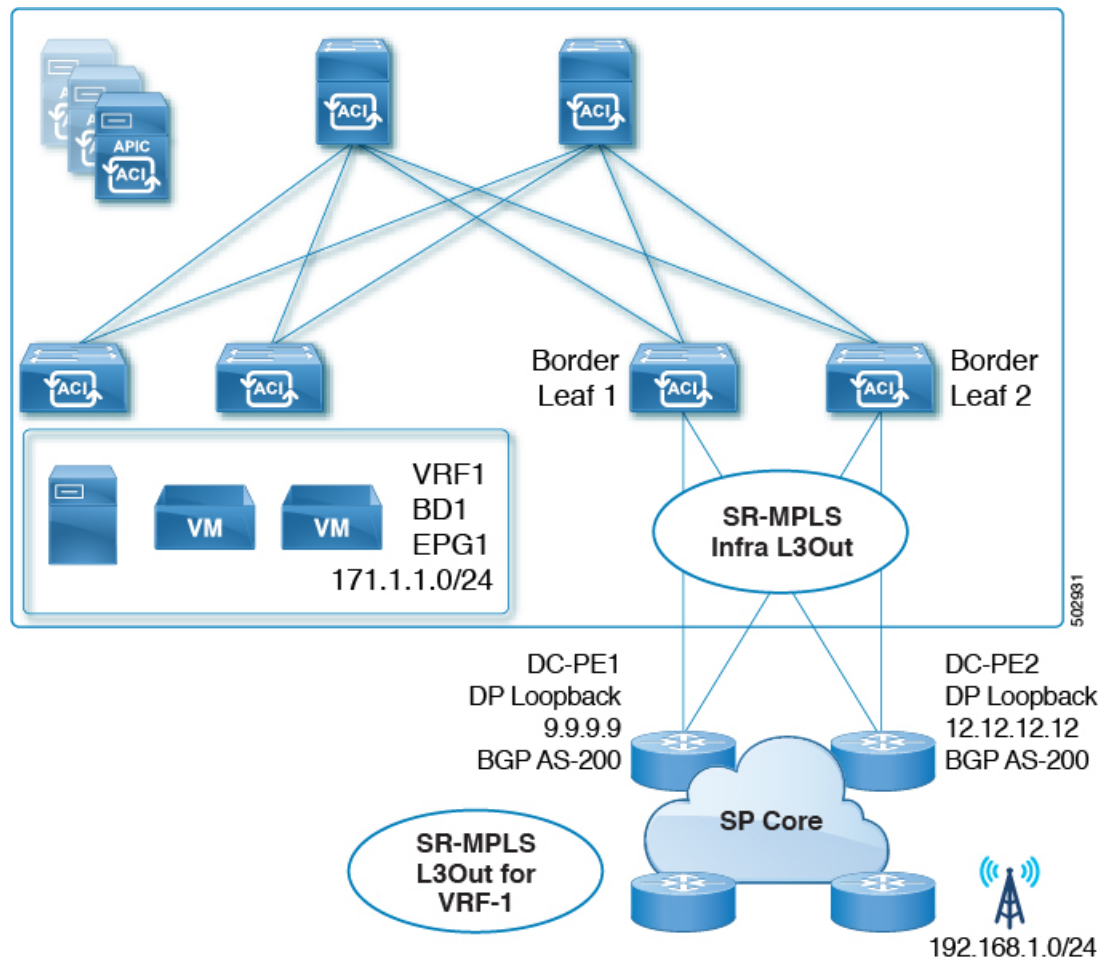 ACI
ACI
APIC
ACI
Border
Leaf 1
Border
Leaf 2
ACI
ACI
ACI
ACI
VM
VM
VRF1
BD1
EPG1
171.1.1.0/24
SR-MPLS
Infra L3Out
502931
DC-PE1
DP Loopback
9.9.9.9
BGP AS-200
DC-PE2
DP Loopback
12.12.12.12
BGP AS-200
SP Core
SR-MPLS
L3Out for
VRF-1
192.168.1.0/24